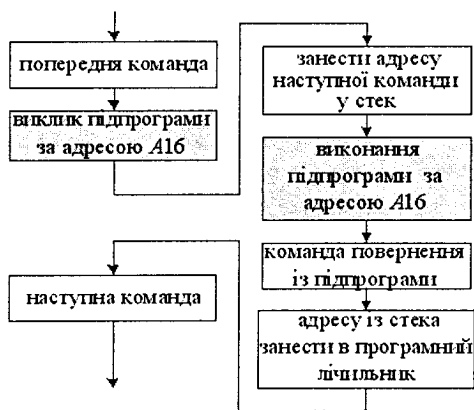 попередня команда
виклик підпрограми
за адресою А16
занести адресу
наступної команди
у стек
виконання
підпрограми за
адресою А16
команда повернення
із підпрограми
адресу із стека
занести в програмний
лічильник
наступна команда